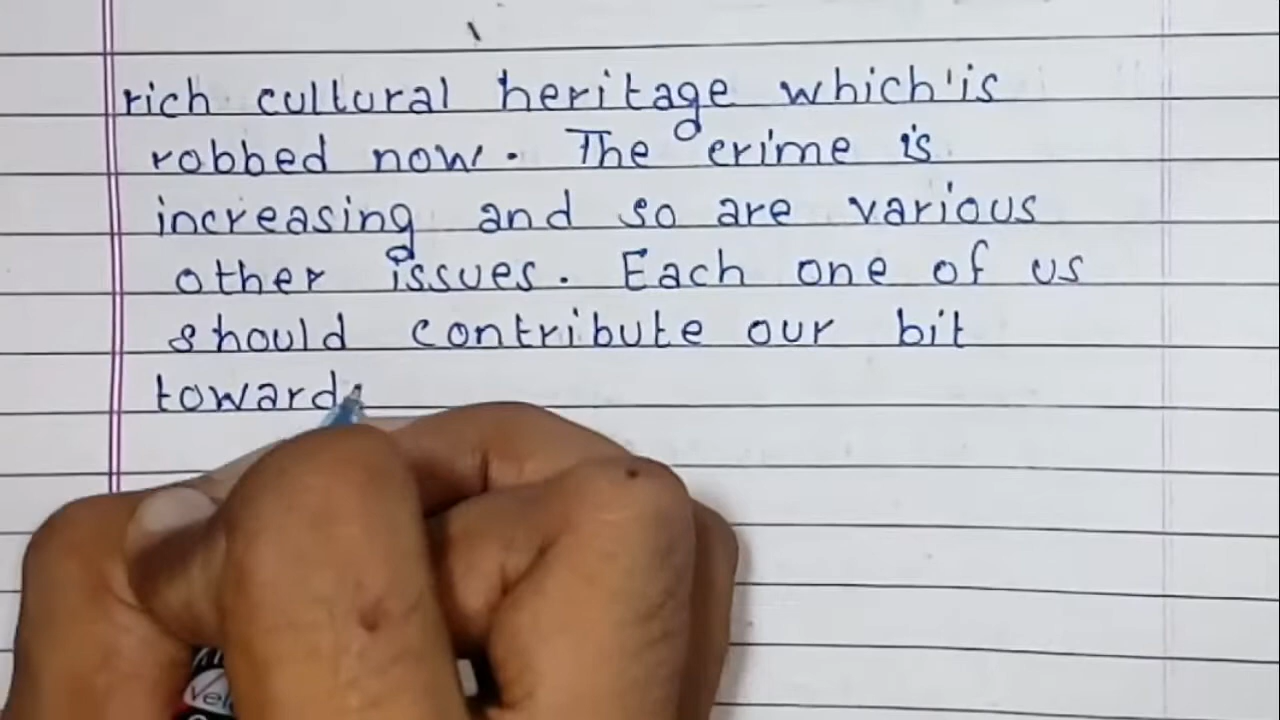 rich cultural heritage which is
robbed now. The crime is
increasing and so are various
other issues. Each one of us
should contribute our bit
toward